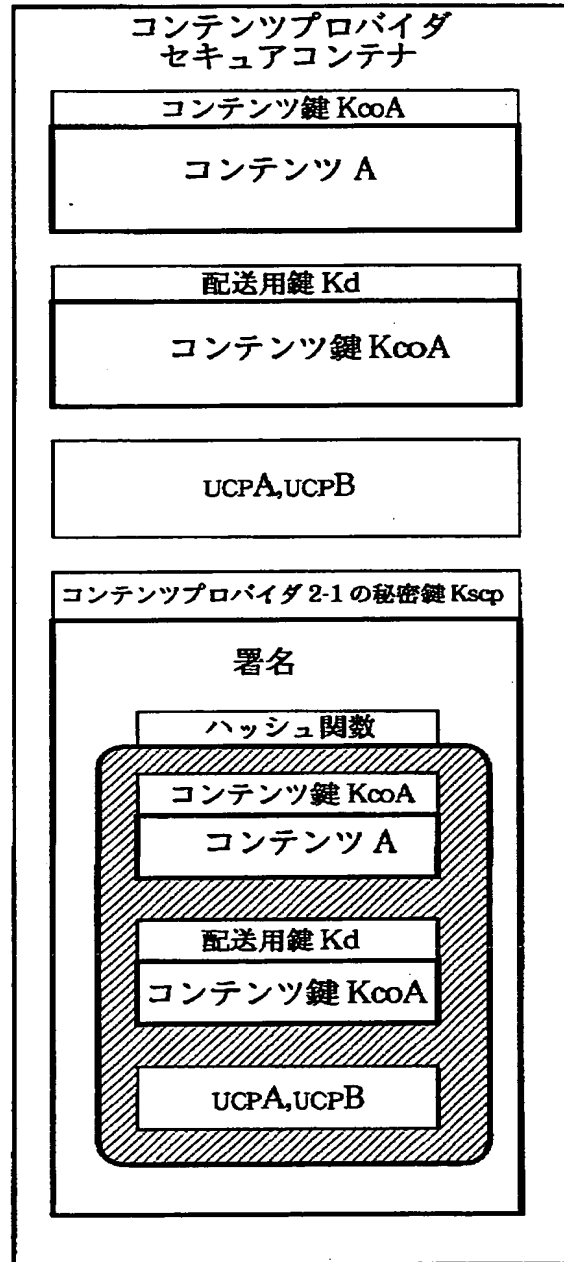 コンテンツプロバイダ
セキュアコンテナ
コンテンツ鍵 KcoA
コンテンツ A
配送用鍵 Kd
コンテンツ鍵 KcoA
UCPA,UCPB
コンテンツプロバイダ 2-1 の秘密鍵 Kscp
署名
ハッシュ関数
コンテンツ鍵 KcoA
コンテンツ A
配送用鍵 Kd
コンテンツ鍵 KcoA
UCPA,UCPB